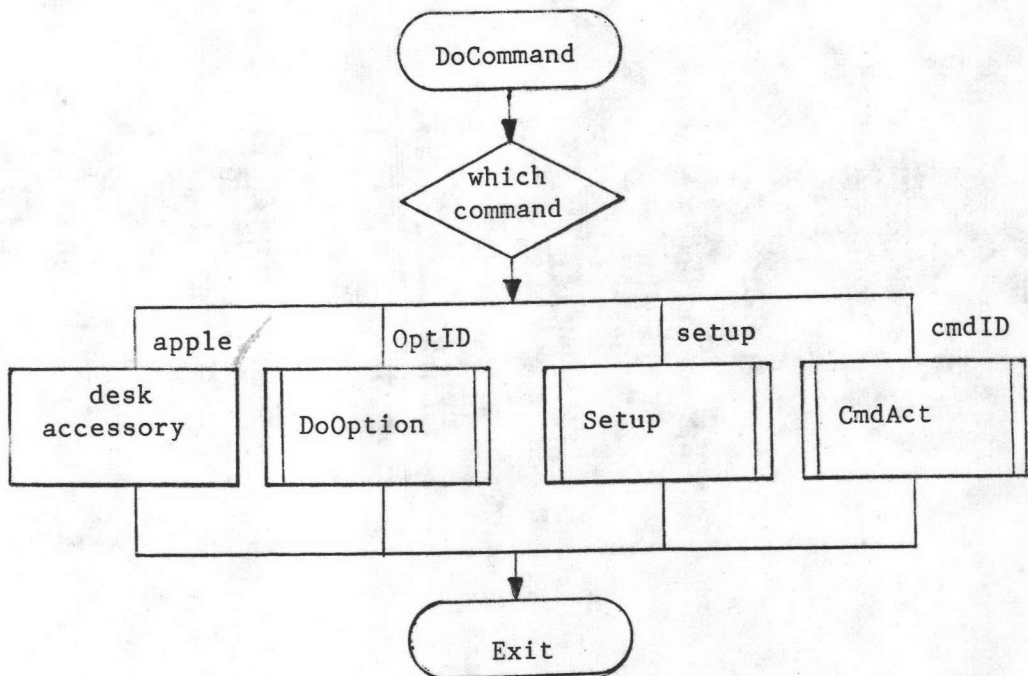 DoCommand
which
command
apple
OptID
setup
cmdID
desk
accessory
DoOption
Setup
CmdAct
Exit